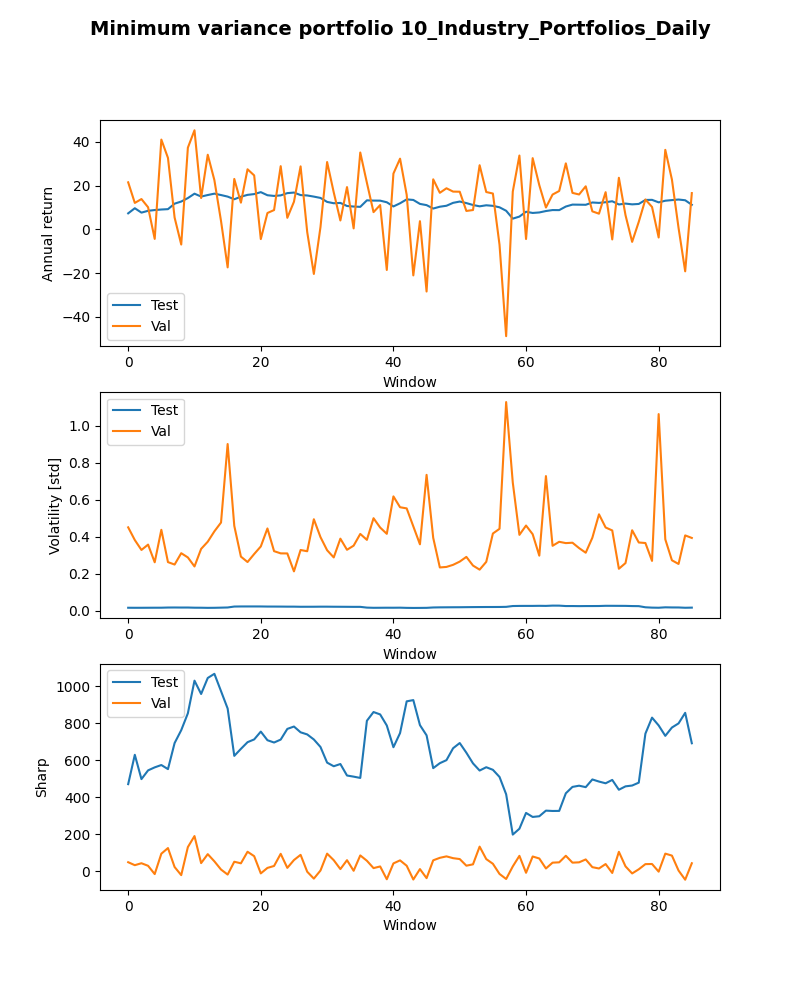 Minimum variance portfolio 10_Industry_Portfolios_Daily
Annual return
40
20
0
−20
−40
Test
Val
0 20 40 60 80
Window
Volatility [std]
1.0
0.8
0.6
0.4
0.2
0.0
Test
Val
0 20 40 60 80
Window
Sharp
1000
800
600
400
200
0
Test
Val
0 20 40 60 80
Window